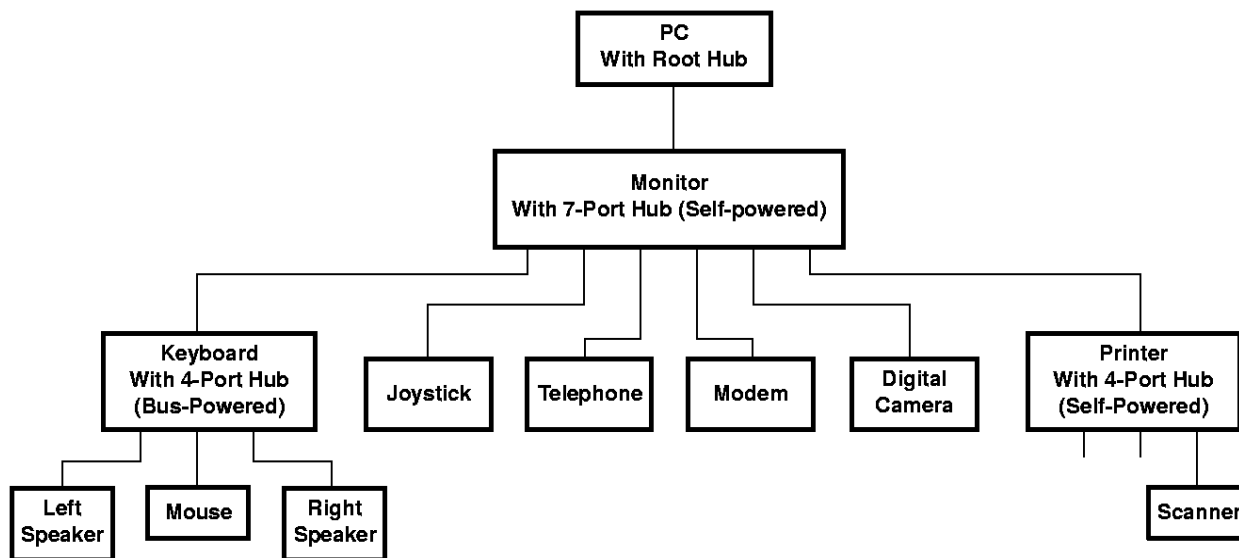 PC
With Root Hub
Monitor
With 7-Port Hub (Self-powered)
Keyboard
With 4-Port Hub
(Bus-Powered)
Joystick
Telephone
Modem
Digital
Camera
Printer
With 4-Port Hub
(Self-Powered)
Left
Speaker
Mouse
Right
Speaker
Scanner